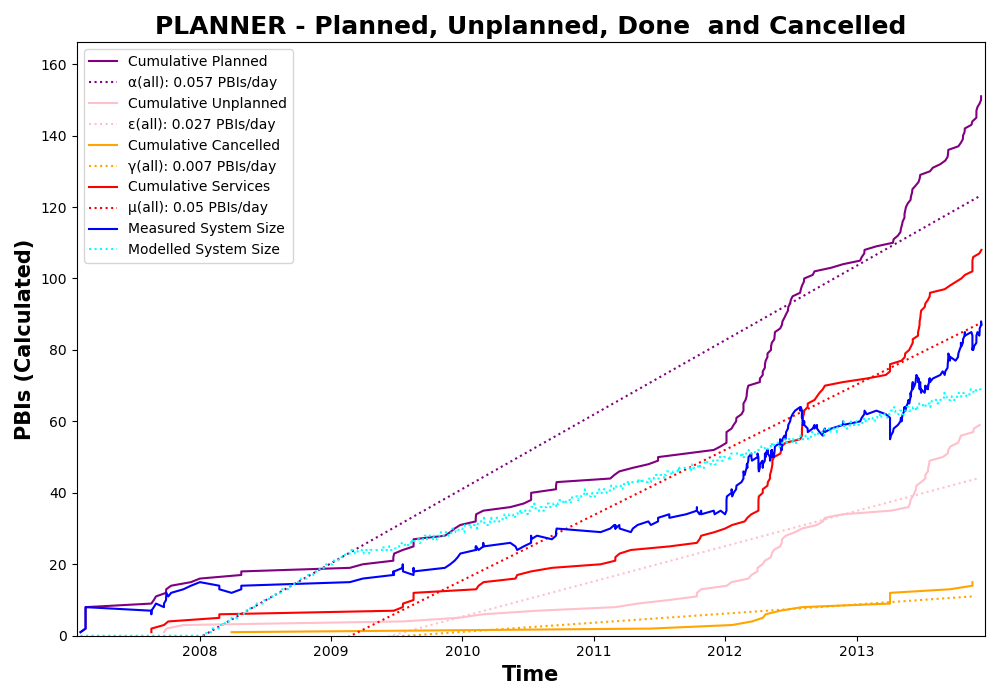 PLANNER - Planned, Unplanned, Done  and Cancelled
PBIs (Calculated)
160
140
120
100
80
60
40
20
0
Cumulative Planned
α(all): 0.057 PBIs/day
Cumulative Unplanned
ε(all): 0.027 PBIs/day
Cumulative Cancelled
γ(all): 0.007 PBIs/day
Cumulative Services
μ(all): 0.05 PBIs/day
Measured System Size
Modelled System Size
2008 2009 2010 2011 2012 2013
Time